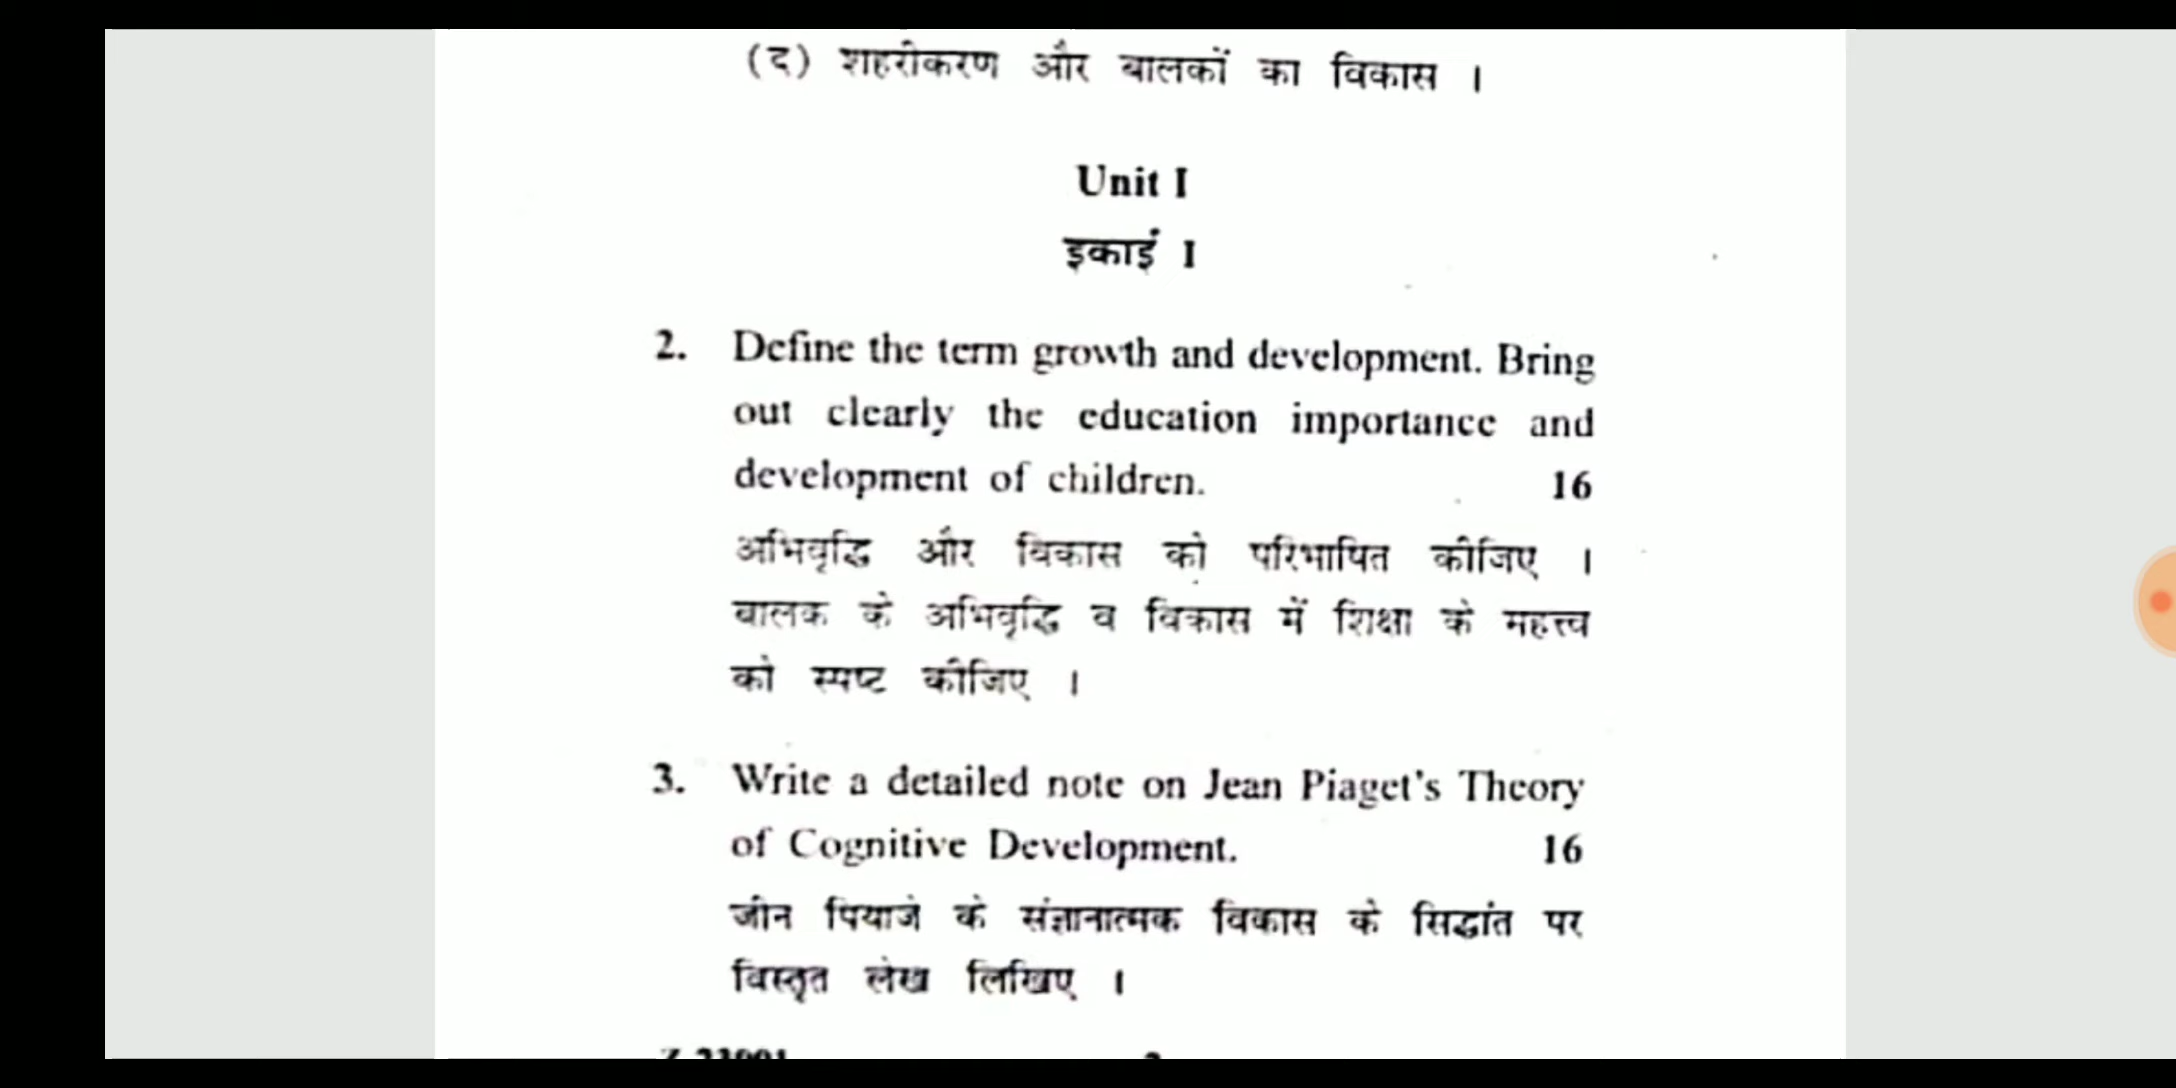 (द) शहरीकरण और बालकों का विकास ।
Unit I
इकाई I
2. Define the term growth and development. Bring
out clearly the education importance and
development of children. 16
अभिवृद्धि और विकास को परिभाषित कीजिए ।
बालक के अभिवृद्धि व विकास में शिक्षा के महत्त्व
को स्पष्ट कीजिए ।
3. Write a detailed note on Jean Piaget's Theory
of Cognitive Development. 16
जीन पियाजे के संज्ञानात्मक विकास के सिद्धांत पर
विस्तृत लेख लिखिए ।